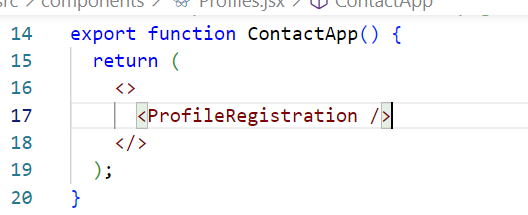 src > components > Profiles.jsx > ContactApp
14 export function ContactApp() {
15   return (
16     <>
17       <ProfileRegistration />
18     </>
19   );
20 }